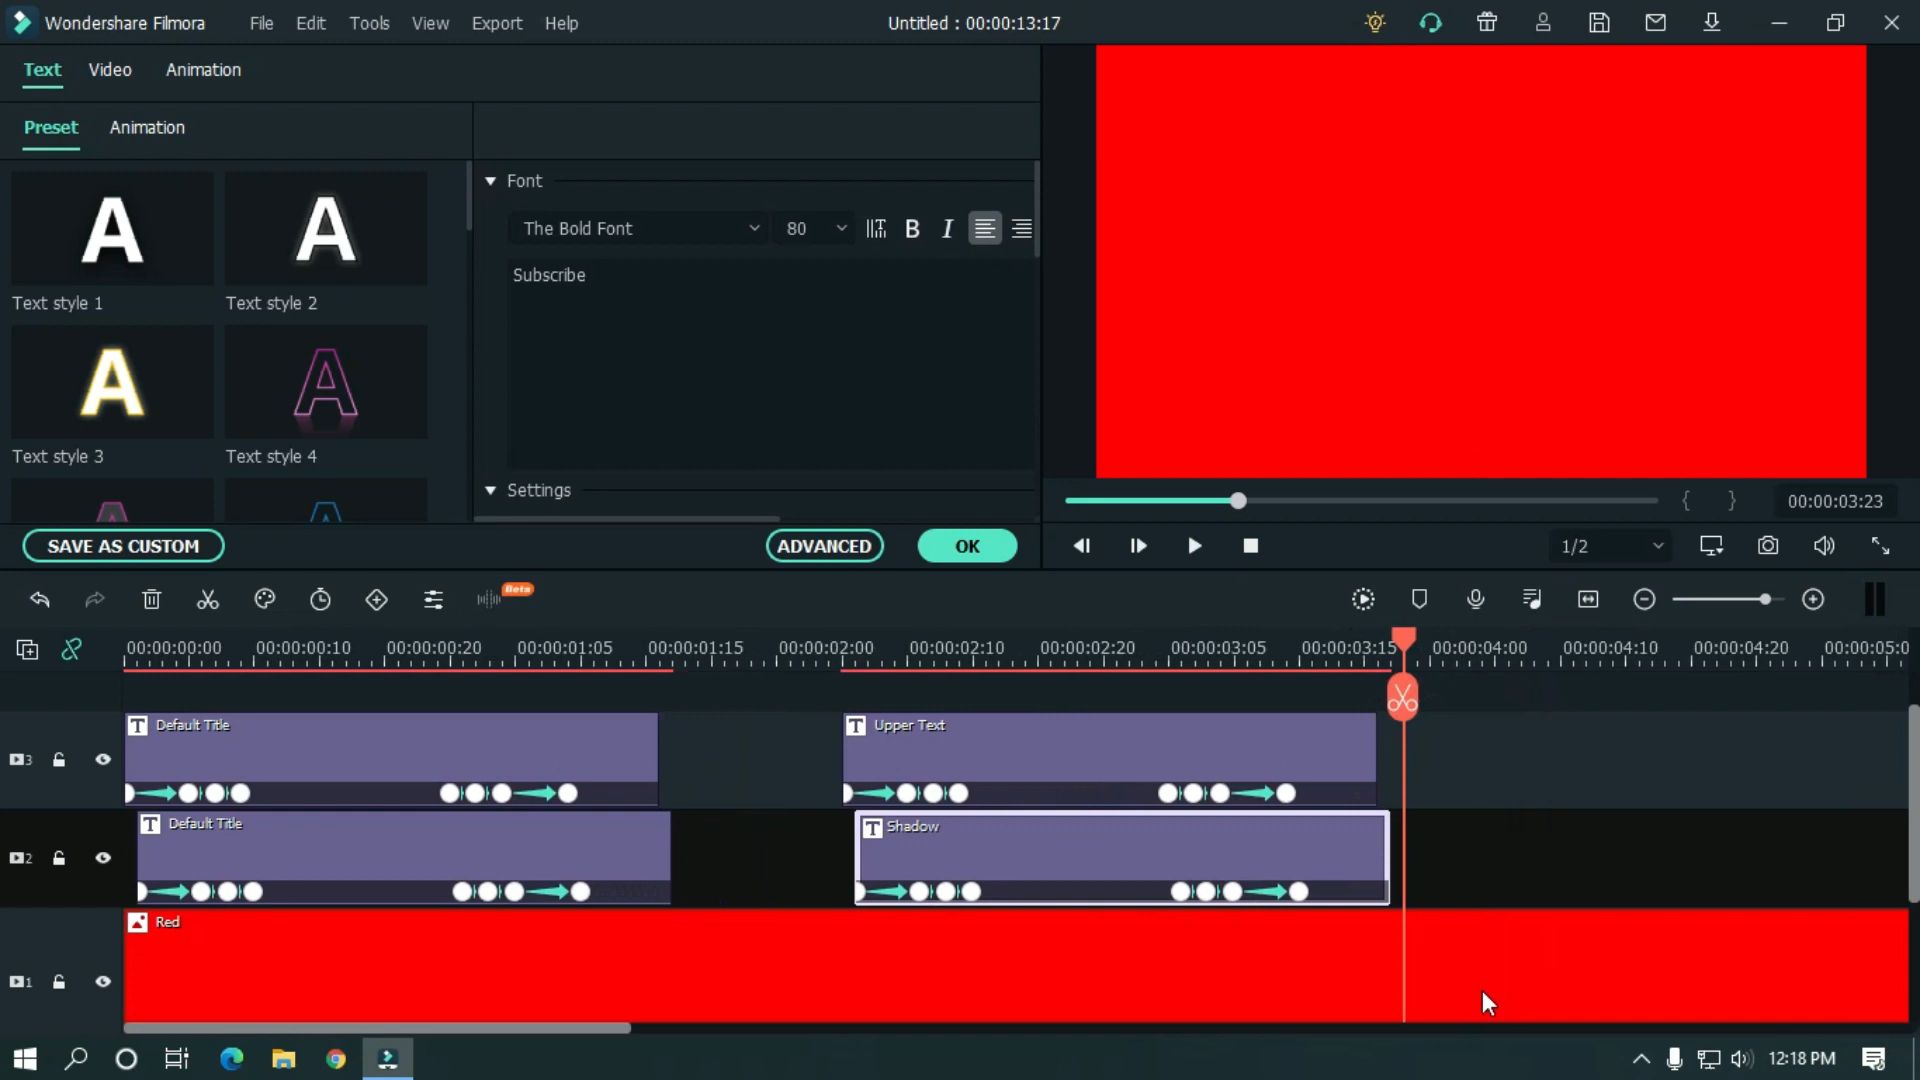 Wondershare Filmora File Edit Tools View Export Help Untitled : 00:00:13:17
Text Video Animation
Preset Animation
Font
The Bold Font 80 B I
Subscribe
A A
Text style 1 Text style 2
A A
Text style 3 Text style 4
Settings
{ } 00:00:03:23
SAVE AS CUSTOM ADVANCED OK 1/2
Beta
00:00:00:00 00:00:00:10 00:00:00:20 00:00:01:05 00:00:01:15 00:00:02:00 00:00:02:10 00:00:02:20 00:00:03:05 00:00:03:15 00:00:04:00 00:00:04:10 00:00:04:20 00:00:05:0
3 T Default Title T Upper Text
2 T Default Title T Shadow
Red
1
12:18 PM